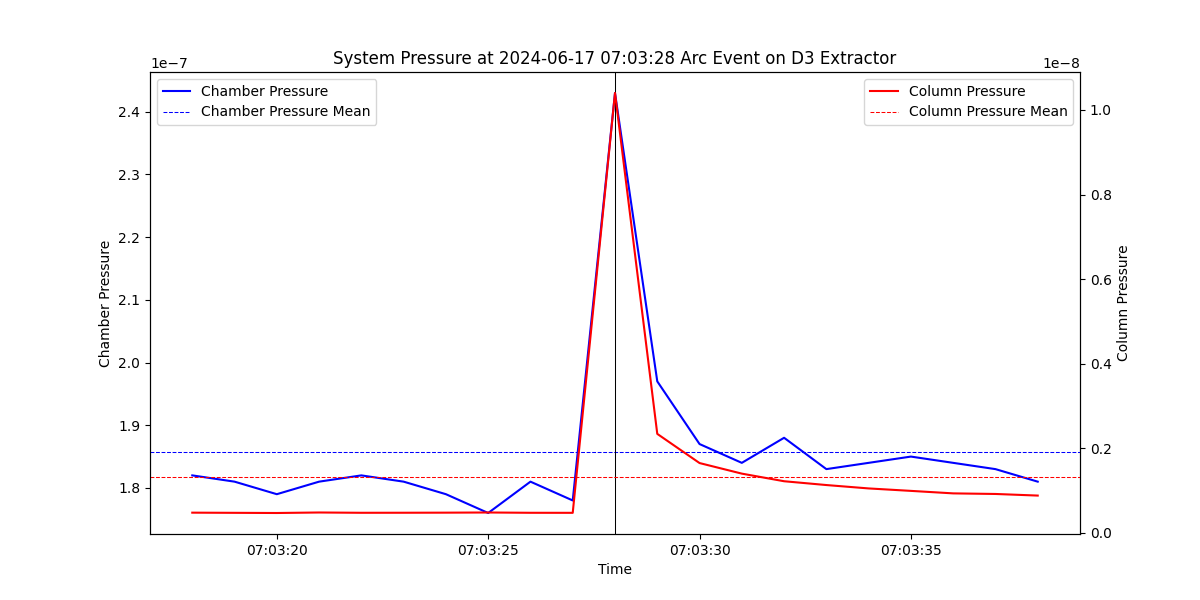 System Pressure at 2024-06-17 07:03:28 Arc Event on D3 Extractor
1e−7
1e−8
Chamber Pressure
Chamber Pressure Mean
Column Pressure
Column Pressure Mean
2.4
2.3
2.2
2.1
2.0
1.9
1.8
Chamber Pressure
1.0
0.8
0.6
0.4
0.2
0.0
Column Pressure
07:03:20
07:03:25
07:03:30
07:03:35
Time